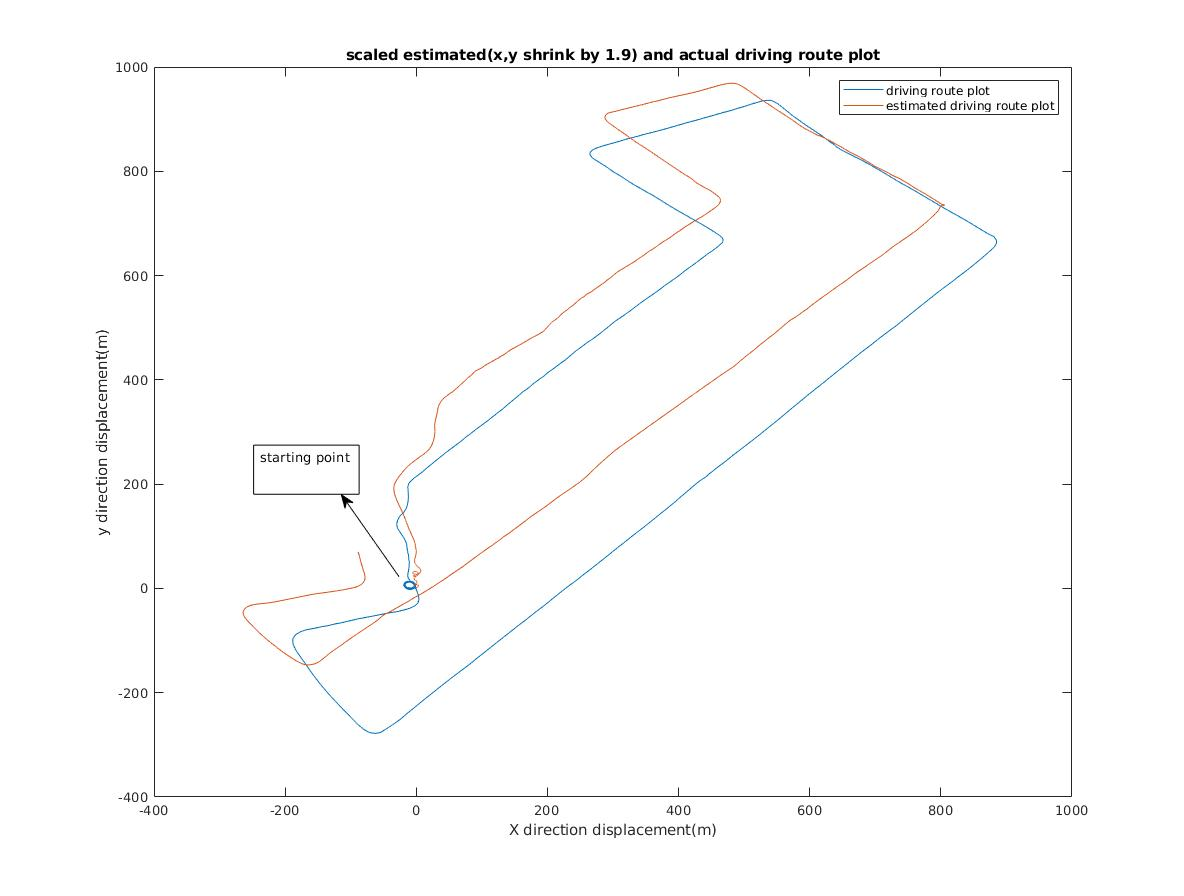 scaled estimated(x,y shrink by 1.9) and actual driving route plot
driving route plot
estimated driving route plot
1000
800
600
400
200
0
-200
-400
y direction displacement(m)
starting point
-400
-200
0
200
400
600
800
1000
X direction displacement(m)